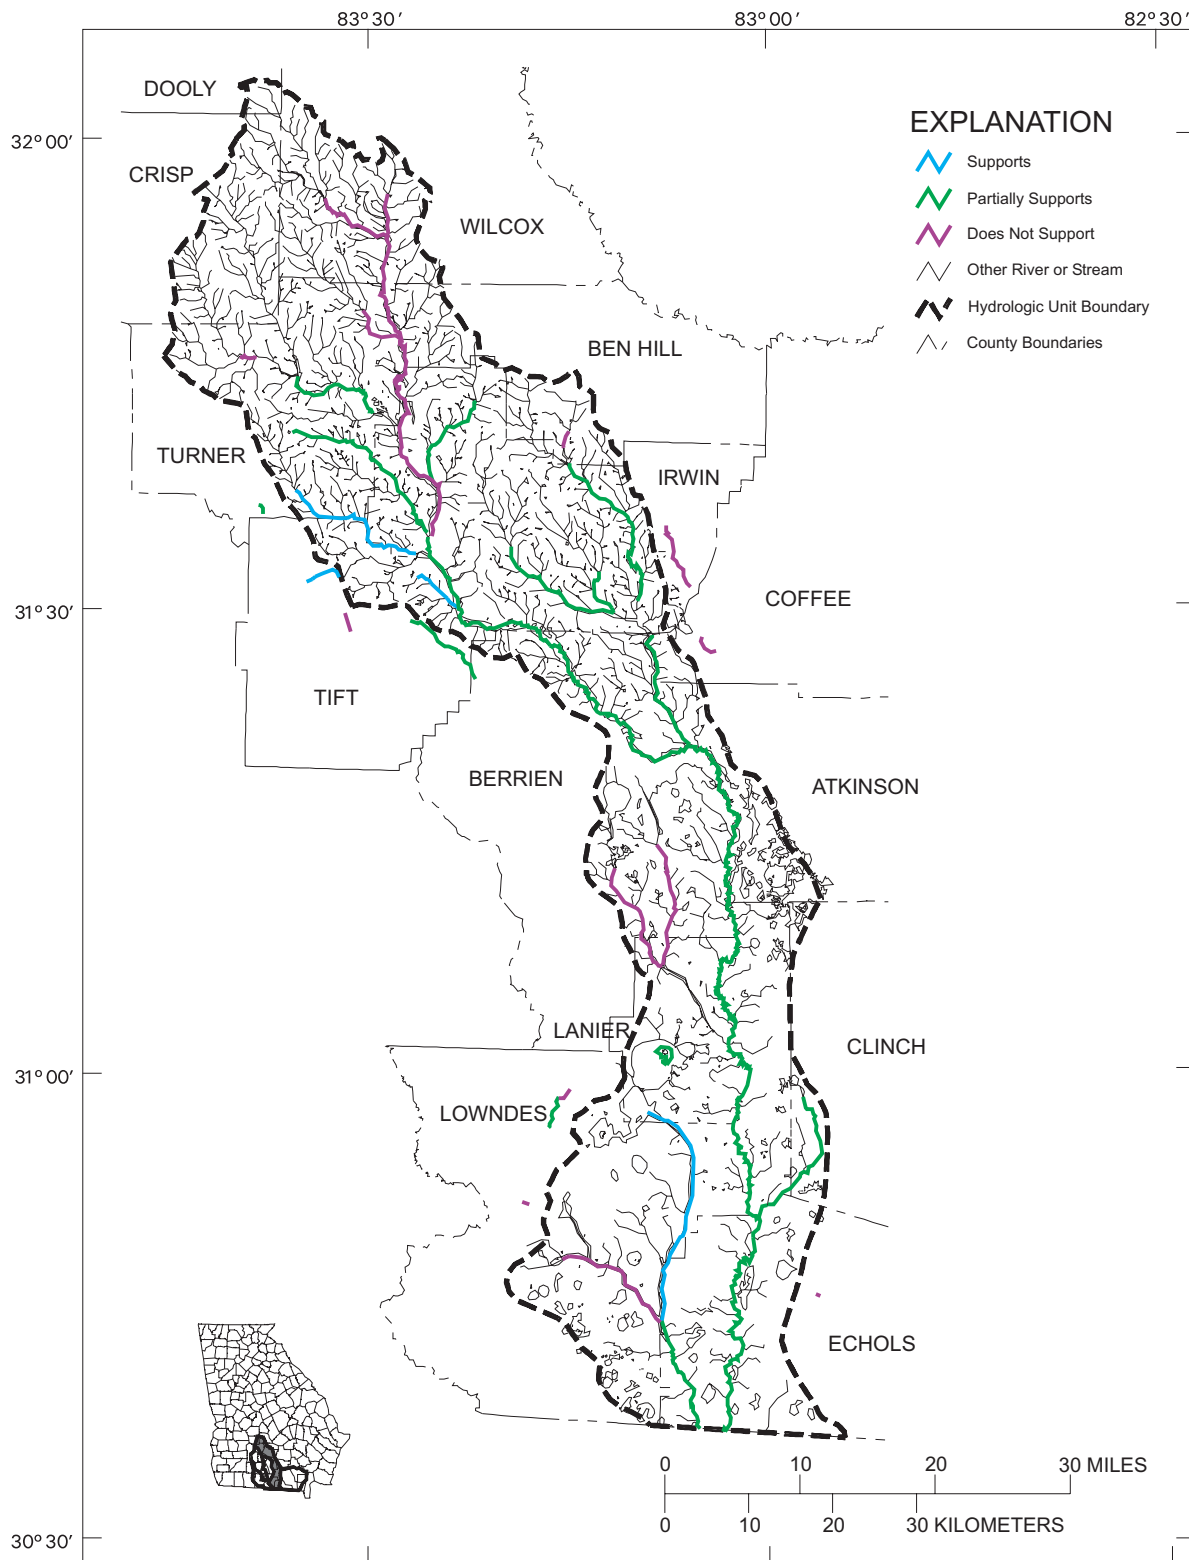 83° 30′
83° 00′
82° 30′
DOOLY
32° 00′
EXPLANATION
Supports
CRISP
Partially Supports
WILCOX
Does Not Support
Other River or Stream
Hydrologic Unit Boundary
BEN HILL
County Boundaries
TURNER
IRWIN
31° 30′
COFFEE
TIFT
BERRIEN
ATKINSON
LANIER
CLINCH
31° 00′
LOWNDES
ECHOLS
0 10 20 30 MILES
0 10 20 30 KILOMETERS
30° 30′